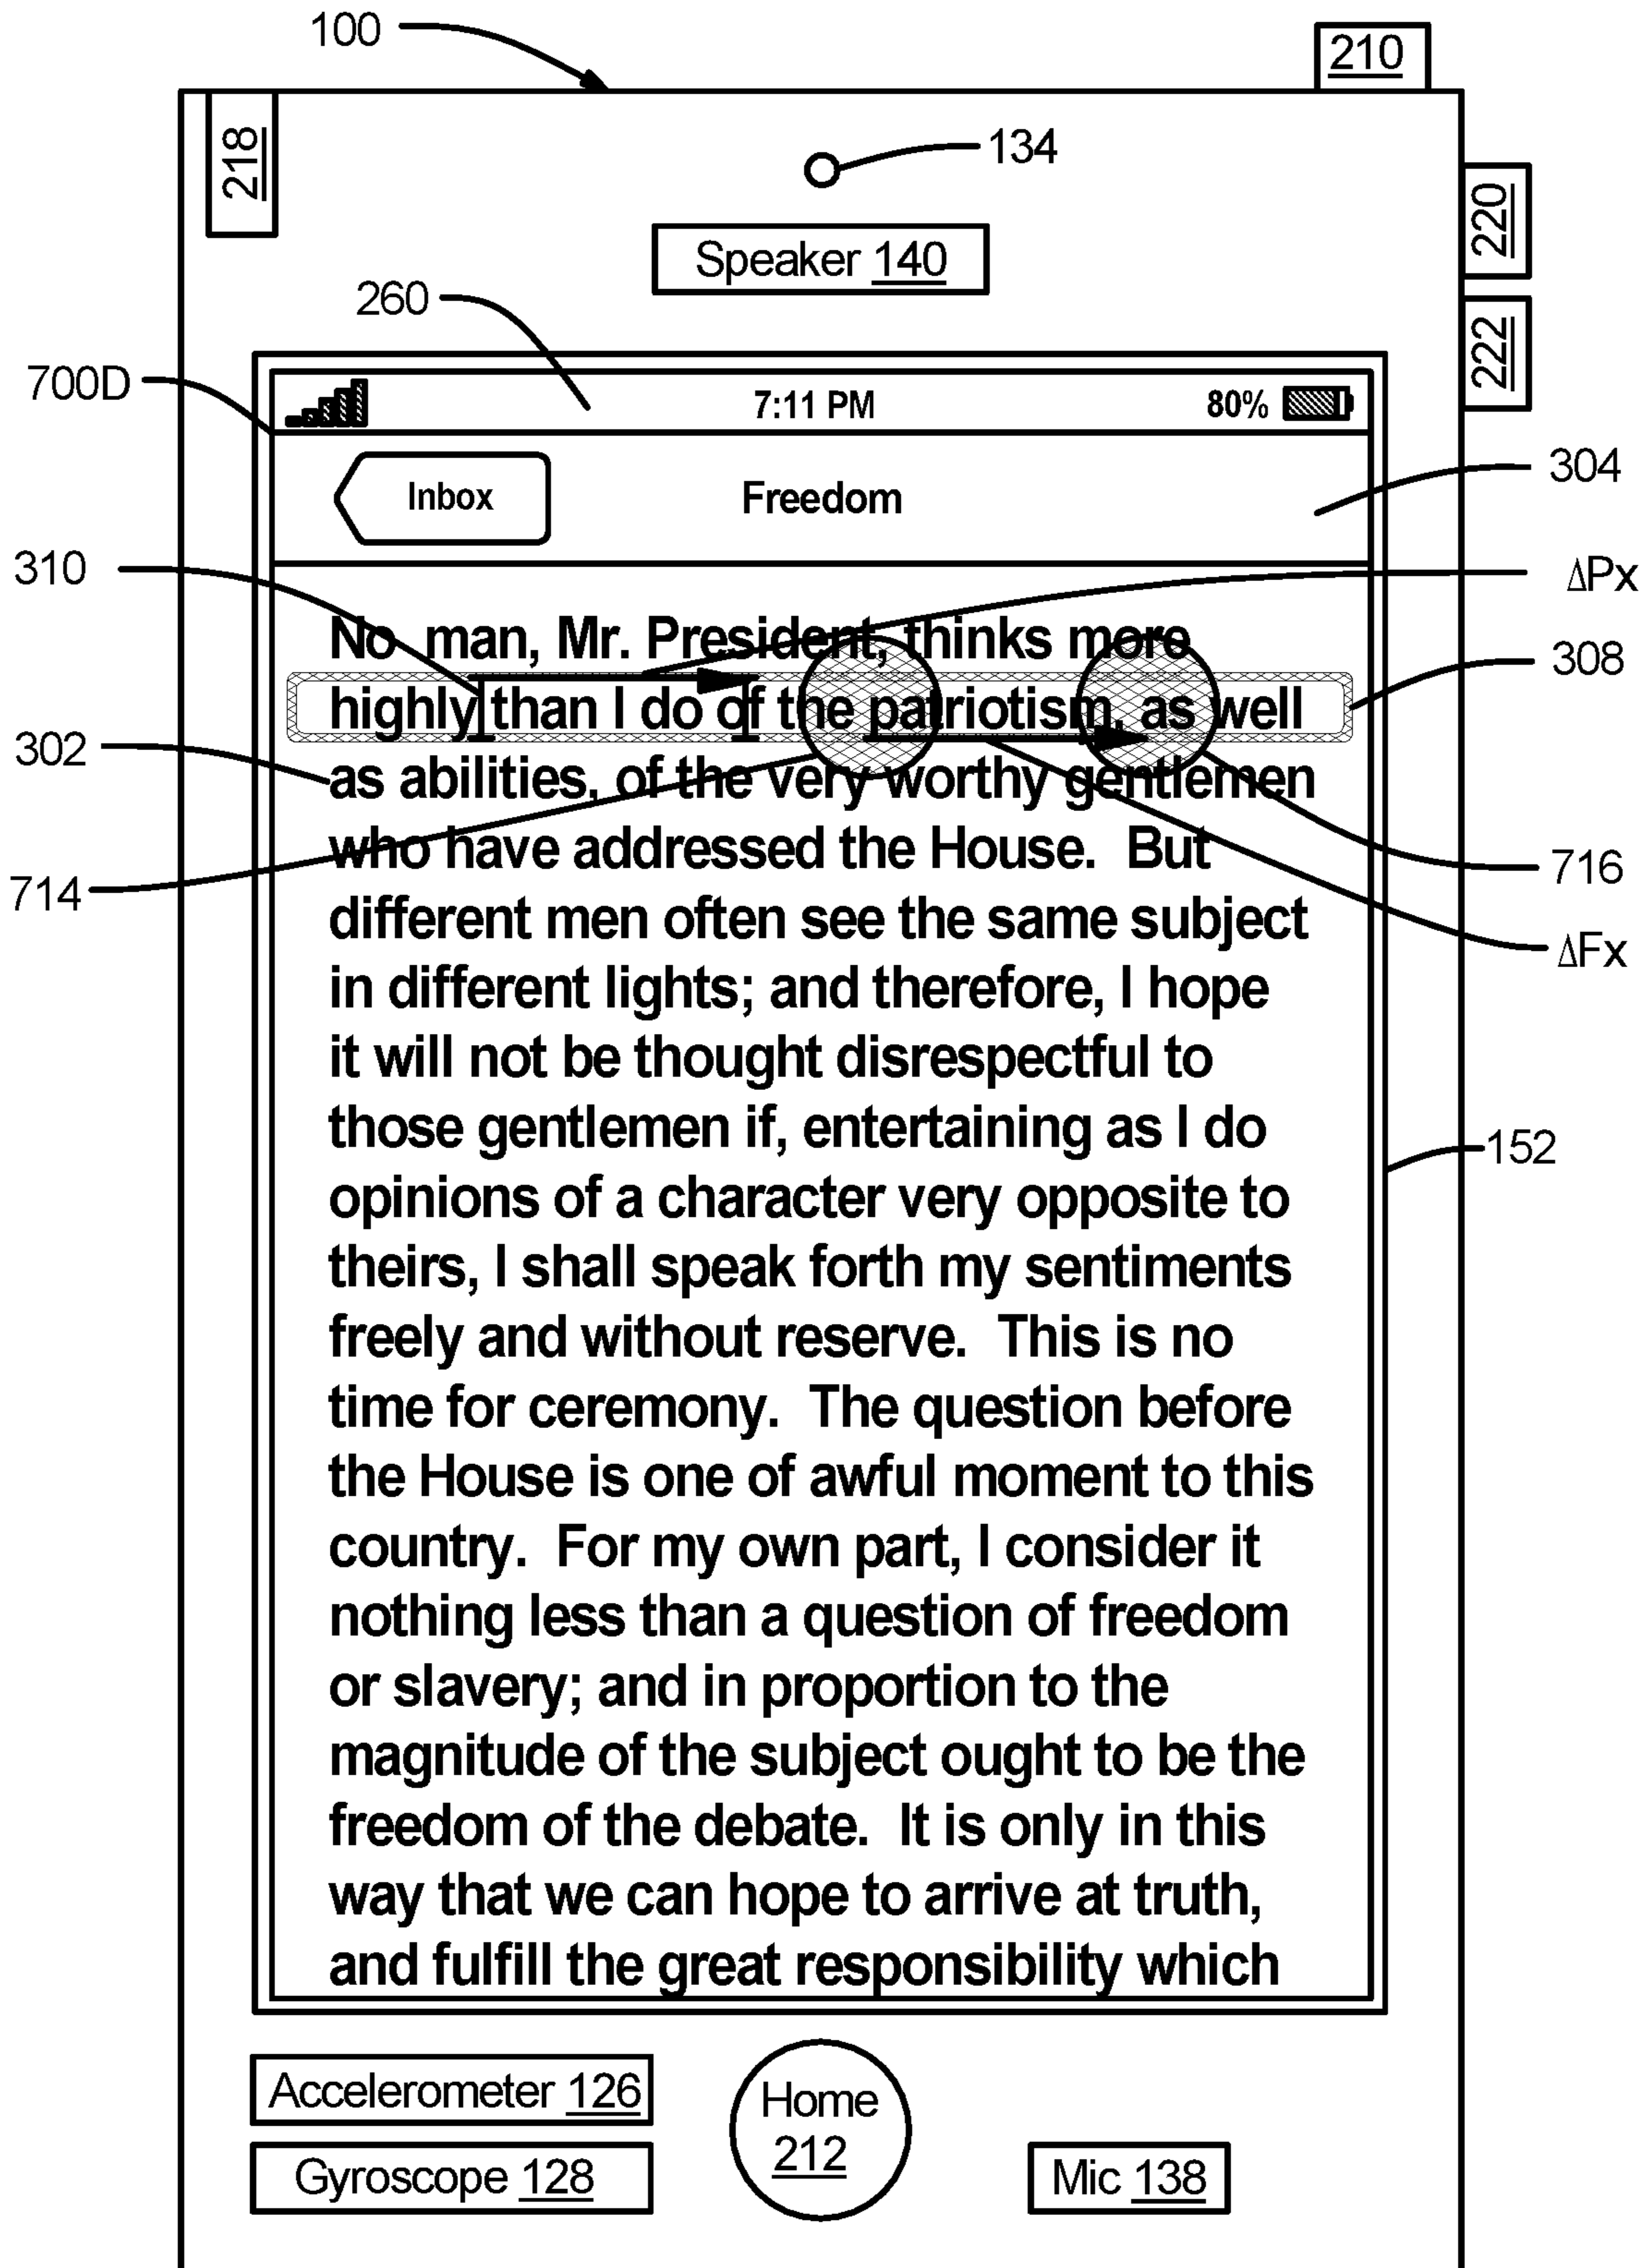 100
210
218
134
220
Speaker 140
260
222
700D
7:11 PM
80%
304
Inbox
Freedom
310
ΔPx
No man, Mr. President, thinks more
308
highly than I do of the patriotism, as well
302
as abilities, of the very worthy gentlemen
who have addressed the House. But
716
714
different men often see the same subject
ΔFx
in different lights; and therefore, I hope
it will not be thought disrespectful to
those gentlemen if, entertaining as I do
152
opinions of a character very opposite to
theirs, I shall speak forth my sentiments
freely and without reserve. This is no
time for ceremony. The question before
the House is one of awful moment to this
country. For my own part, I consider it
nothing less than a question of freedom
or slavery; and in proportion to the
magnitude of the subject ought to be the
freedom of the debate. It is only in this
way that we can hope to arrive at truth,
and fulfill the great responsibility which
Accelerometer 126
Home
212
Gyroscope 128
Mic 138